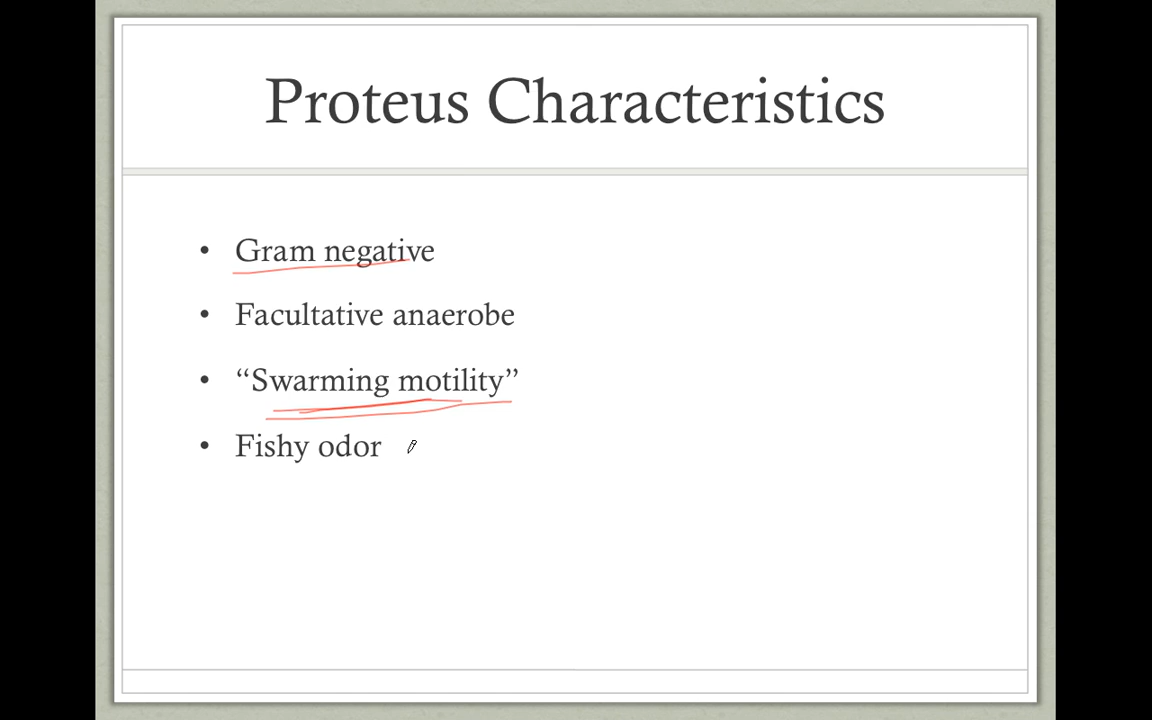 Proteus Characteristics
• Gram negative
• Facultative anaerobe
• “Swarming motility”
• Fishy odor